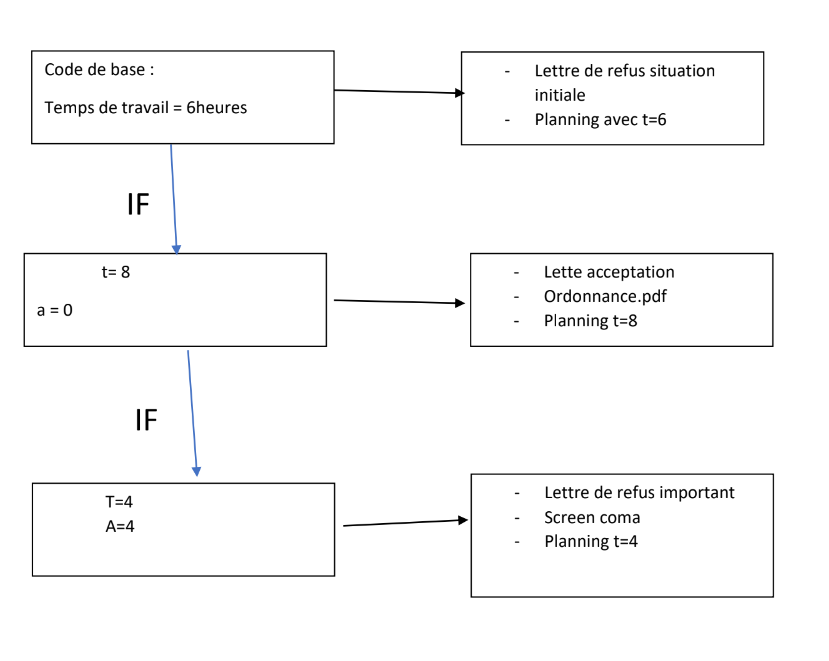 Code de base :
- Lettre de refus situation
initiale
Temps de travail = 6heures
- Planning avec t=6
IF
t= 8
- Lette acceptation
- Ordonnance.pdf
a = 0
- Planning t=8
IF
T=4
- Lettre de refus important
A=4
- Screen coma
- Planning t=4